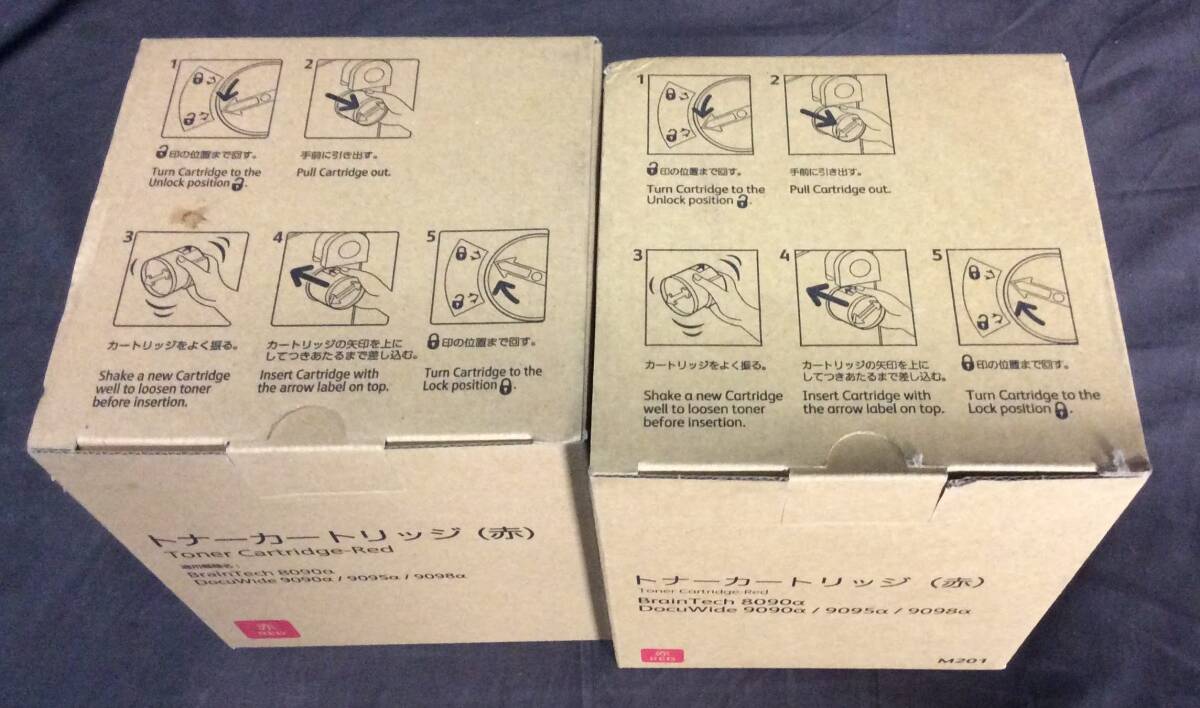 1
2
印の位置まで回す。
Turn Cartridge to the
Unlock position
.
手前に引き出す。
Pull Cartridge out.
3
4
5
カートリッジをよく振る。
Shake a new Cartridge
well to loosen toner
before insertion.
カートリッジの矢印を上に
してつきあたるまで差し込む。
Insert Cartridge with
the arrow label on top.
印の位置まで回す。
Turn Cartridge to the
Lock position
.
トナーカートリッジ（赤）
Toner Cartridge-Red
BrainTech 8090α
DocuWide 9090α / 9095α / 9098α
赤
RED
1
2
印の位置まで回す。
Turn Cartridge to the
Unlock position
.
手前に引き出す。
Pull Cartridge out.
3
4
5
カートリッジをよく振る。
Shake a new Cartridge
well to loosen toner
before insertion.
カートリッジの矢印を上に
してつきあたるまで差し込む。
Insert Cartridge with
the arrow label on top.
印の位置まで回す。
Turn Cartridge to the
Lock position
.
トナーカートリッジ（赤）
Toner Cartridge-Red
BrainTech 8090α
DocuWide 9090α / 9095α / 9098α
赤
RED
M201